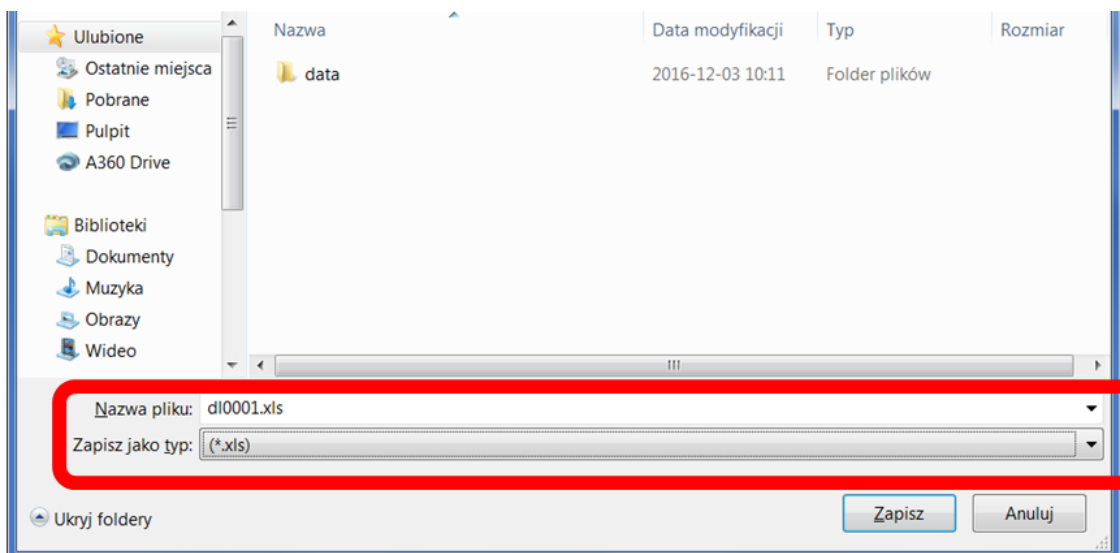 Ulubione
Ostatnie miejsca
Pobrane
Pulpit
A360 Drive
Biblioteki
Dokumenty
Muzyka
Obrazy
Wideo
Nazwa Data modyfikacji Typ Rozmiar
data 2016-12-03 10:11 Folder plików
Nazwa pliku: dl0001.xls
Zapisz jako typ: (*.xls)
Ukryj foldery Zapisz Anuluj